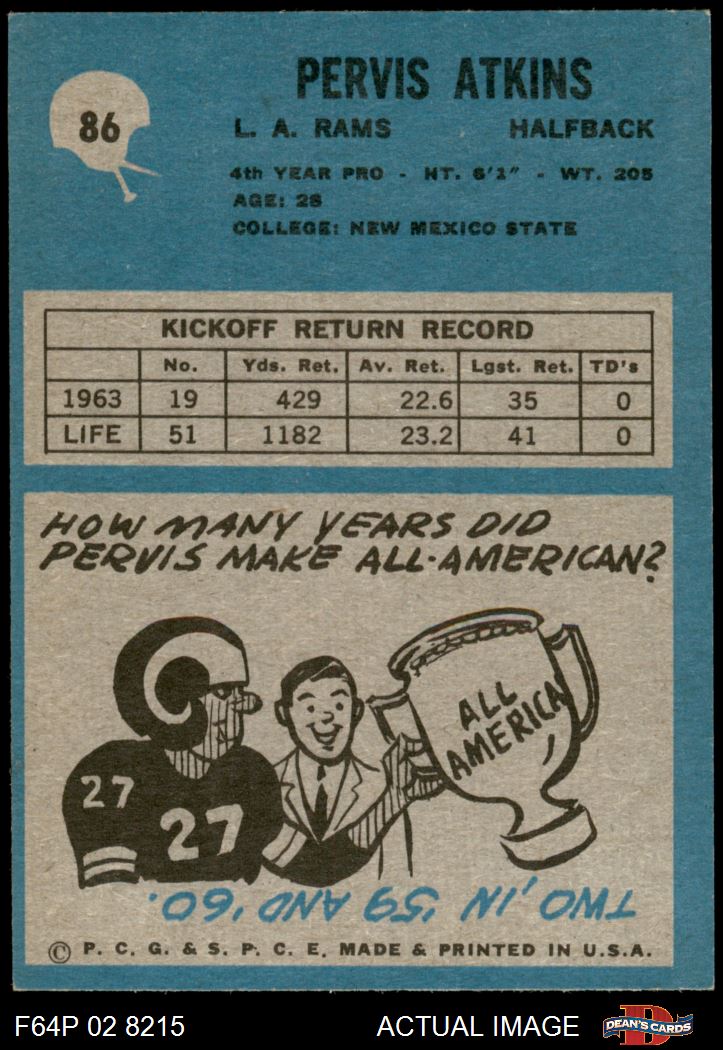 86
PERVIS ATKINS
L. A. RAMS HALFBACK
4th YEAR PRO - HT. 6'1" - WT. 205
AGE: 28
COLLEGE: NEW MEXICO STATE
KICKOFF RETURN RECORD
No. Yds. Ret. Av. Ret. Lgst. Ret. TD's
1963 19 429 22.6 35 0
LIFE 51 1182 23.2 41 0
HOW MANY YEARS DID
PERVIS MAKE ALL-AMERICAN?
ALL
AMERICA
27
27
TWO, IN '59 AND '60.
© P. C. G. & S. P. C. E. MADE & PRINTED IN U.S.A.
F64P 02 8215 ACTUAL IMAGE
D
DEAN'S CARDS